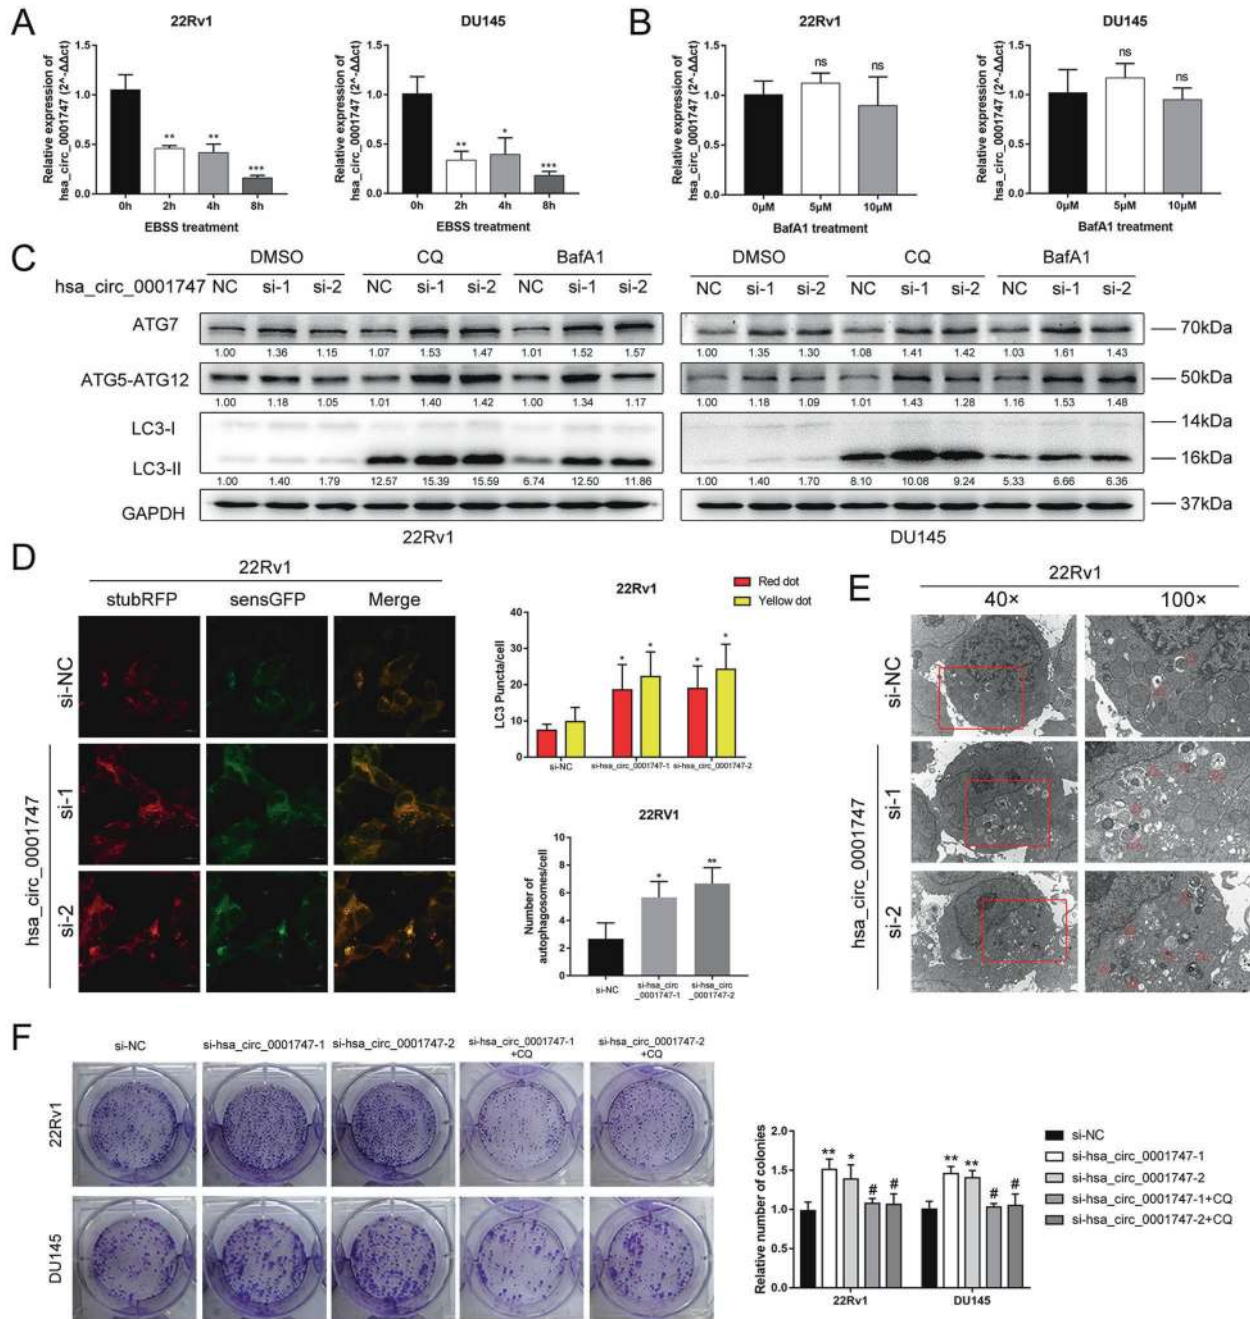 A
22Rv1
Relative expression of
hsa_circ_0001747 (2^-ΔΔct)
1.5
1.0
0.5
0.0
**
**
***
0h
2h
4h
8h
EBSS treatment
DU145
Relative expression of
hsa_circ_0001747 (2^-ΔΔct)
1.5
1.0
0.5
0.0
**
*
***
0h
2h
4h
8h
EBSS treatment
B
22Rv1
Relative expression of
hsa_circ_0001747 (2^-ΔΔct)
1.5
1.0
0.5
0.0
ns
ns
0μM
5μM
10μM
BafA1 treatment
DU145
Relative expression of
hsa_circ_0001747 (2^-ΔΔct)
1.5
1.0
0.5
0.0
ns
ns
0μM
5μM
10μM
BafA1 treatment
C
DMSO CQ BafA1 DMSO CQ BafA1
hsa_circ_0001747 NC si-1 si-2 NC si-1 si-2 NC si-1 si-2 NC si-1 si-2 NC si-1 si-2 NC si-1 si-2
ATG7 70kDa
1.00 1.36 1.15 1.07 1.53 1.47 1.01 1.52 1.57 1.00 1.35 1.30 1.08 1.41 1.42 1.03 1.61 1.43
ATG5-ATG12 50kDa
1.00 1.18 1.05 1.01 1.40 1.42 1.00 1.34 1.17 1.00 1.18 1.09 1.01 1.43 1.28 1.16 1.53 1.48
LC3-I 14kDa
LC3-II 16kDa
1.00 1.40 1.79 12.57 15.39 15.59 6.74 12.50 11.86 1.00 1.40 1.70 8.10 10.08 9.24 5.33 6.66 6.36
GAPDH 37kDa
22Rv1 DU145
D
22Rv1
stubRFP sensGFP Merge
si-NC
si-1
si-2
hsa_circ_0001747
22Rv1
Red dot
Yellow dot
LC3 Puncta/cell
40
30
20
10
0
* * * *
si-NC si-hsa_circ_0001747-1 si-hsa_circ_0001747-2
22RV1
Number of
autophagosomes/cell
8
6
4
2
0
*
**
si-NC
si-hsa_circ
_0001747-1
si-hsa_circ
_0001747-2
E
22Rv1
40× 100×
si-NC
si-1
si-2
hsa_circ_0001747
F
si-NC
si-hsa_circ_0001747-1
si-hsa_circ_0001747-2
si-hsa_circ_0001747-1
+CQ
si-hsa_circ_0001747-2
+CQ
22Rv1
DU145
Relative number of colonies
2.0
1.5
1.0
0.5
0.0
** * # # ** ** # #
22Rv1 DU145
si-NC
si-hsa_circ_0001747-1
si-hsa_circ_0001747-2
si-hsa_circ_0001747-1+CQ
si-hsa_circ_0001747-2+CQ